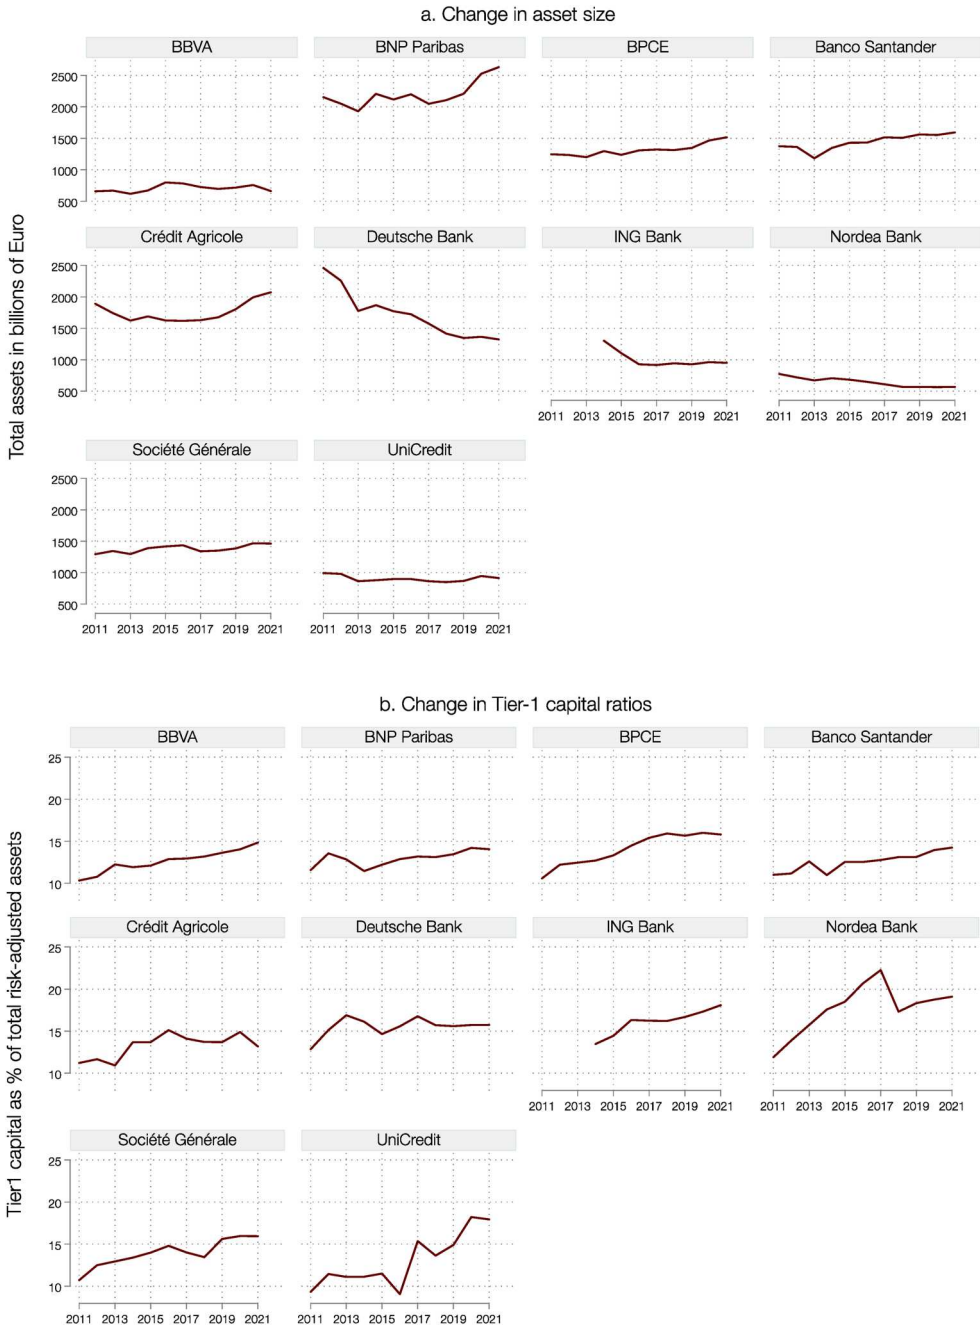 a. Change in asset size
BBVA
BNP Paribas
BPCE
Banco Santander
2500
2000
1500
1000
500
Total assets in billions of Euro
Crédit Agricole
Deutsche Bank
ING Bank
Nordea Bank
2500
2000
1500
1000
500
2011 2013 2015 2017 2019 2021
2011 2013 2015 2017 2019 2021
Société Générale
UniCredit
2500
2000
1500
1000
500
2011 2013 2015 2017 2019 2021
2011 2013 2015 2017 2019 2021
b. Change in Tier-1 capital ratios
BBVA
BNP Paribas
BPCE
Banco Santander
25
20
15
10
Tier1 capital as % of total risk-adjusted assets
Crédit Agricole
Deutsche Bank
ING Bank
Nordea Bank
25
20
15
10
2011 2013 2015 2017 2019 2021
2011 2013 2015 2017 2019 2021
Société Générale
UniCredit
25
20
15
10
2011 2013 2015 2017 2019 2021
2011 2013 2015 2017 2019 2021